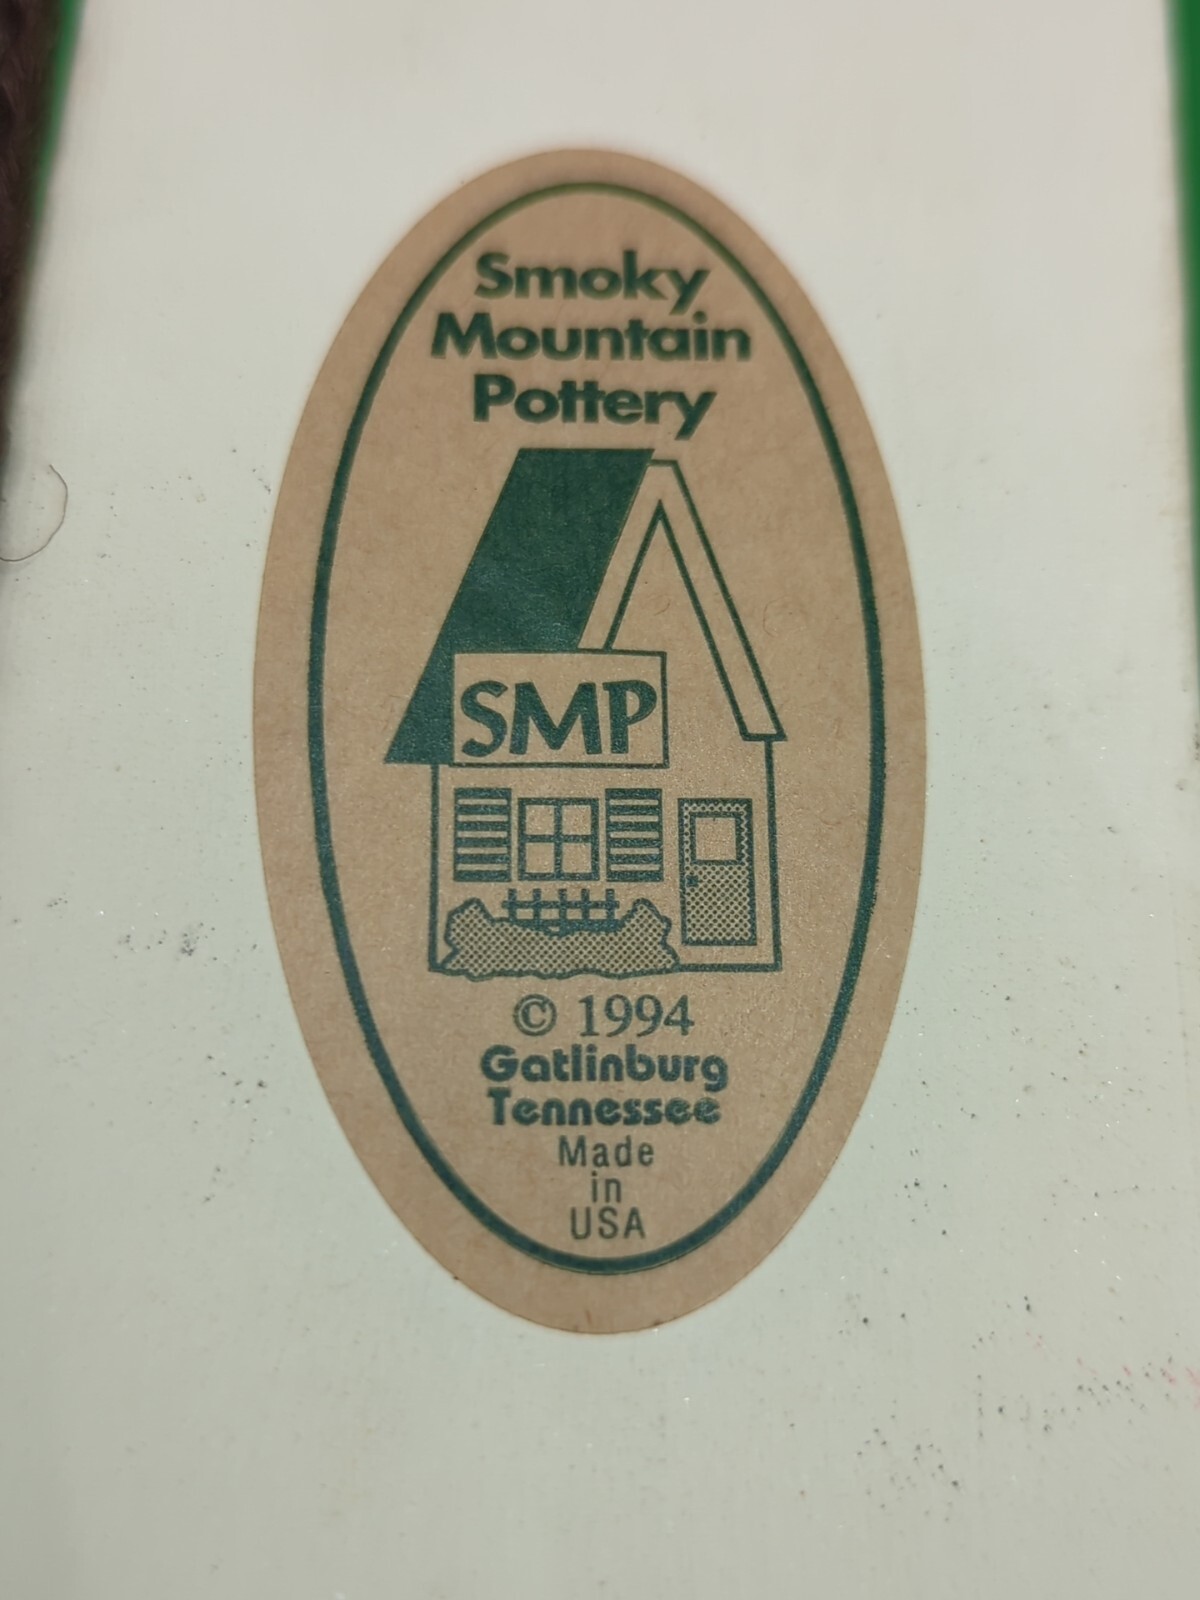 Smoky
Mountain
Pottery
SMP
© 1994
Gatlinburg
Tennessee
Made
in
USA